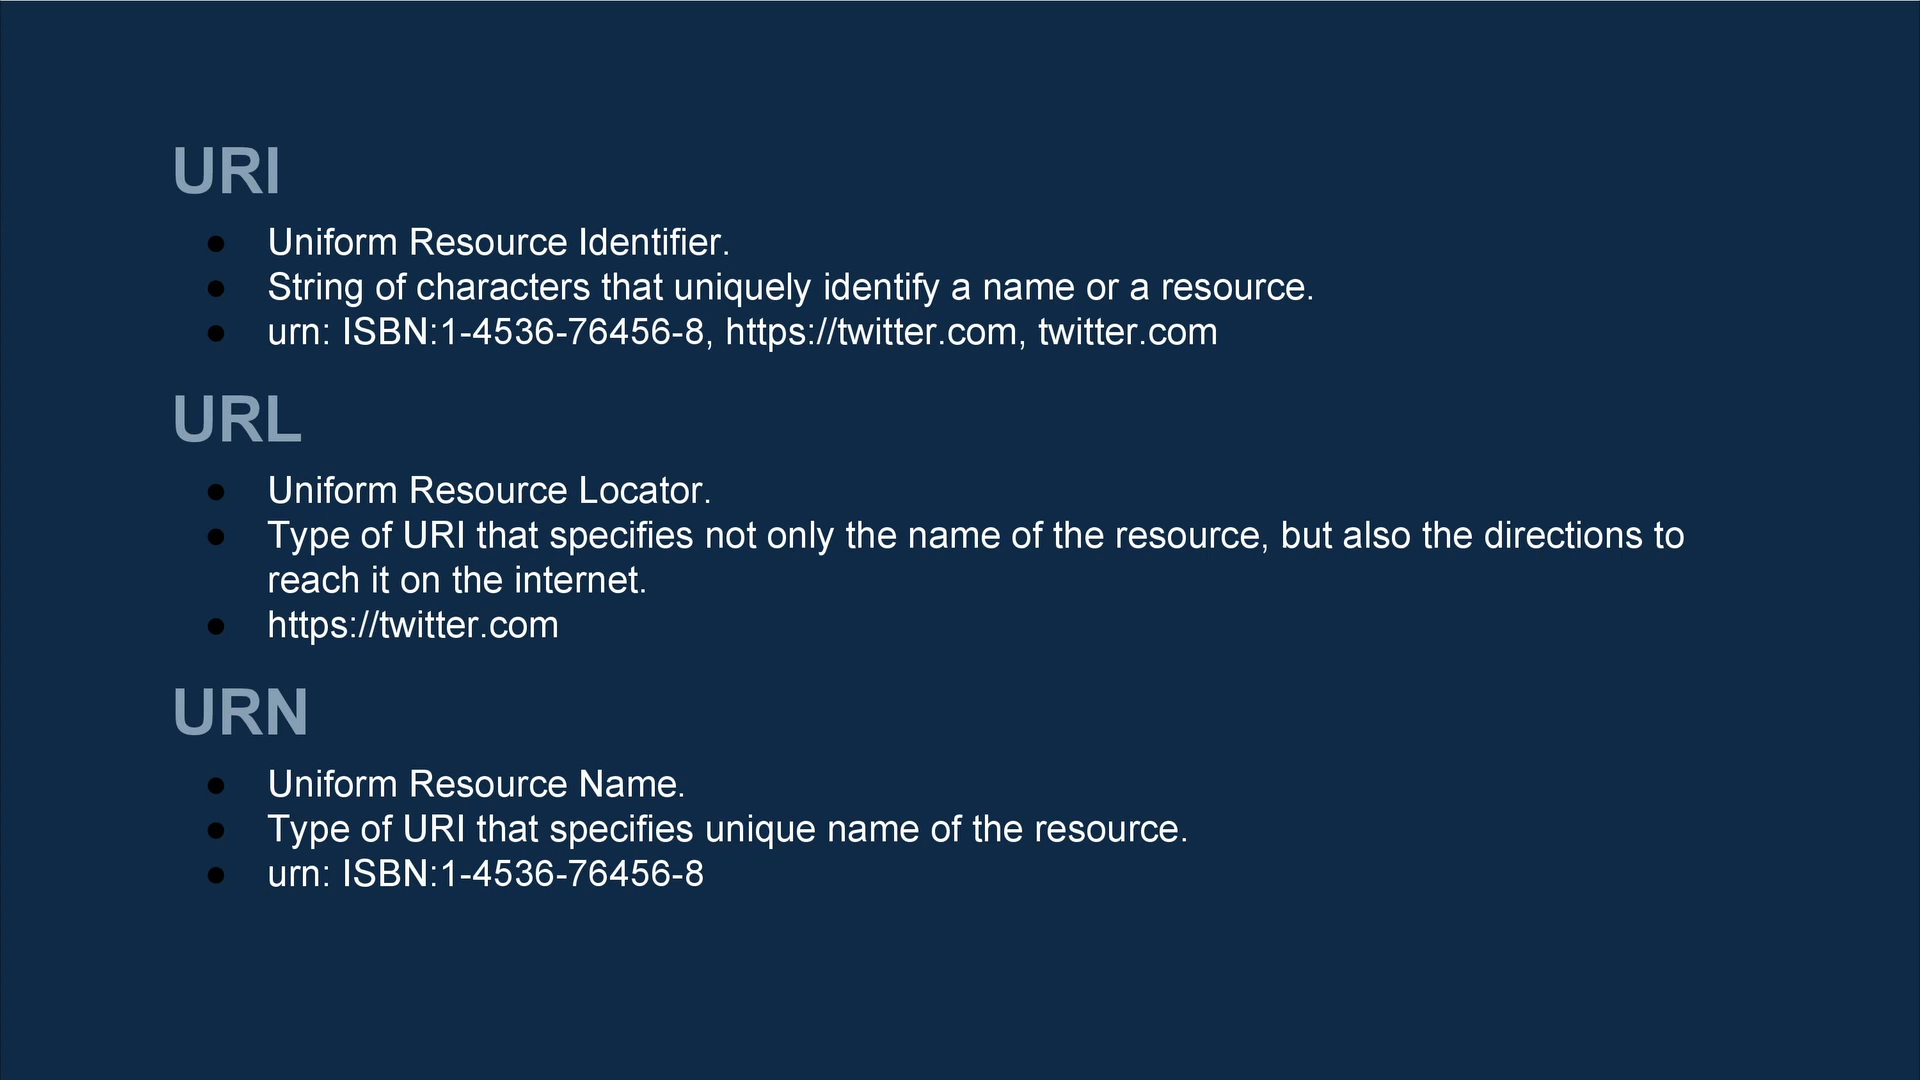 URI
● Uniform Resource Identifier.
● String of characters that uniquely identify a name or a resource.
● urn: ISBN:1-4536-76456-8, https://twitter.com, twitter.com
URL
● Uniform Resource Locator.
● Type of URI that specifies not only the name of the resource, but also the directions to
reach it on the internet.
● https://twitter.com
URN
● Uniform Resource Name.
● Type of URI that specifies unique name of the resource.
● urn: ISBN:1-4536-76456-8